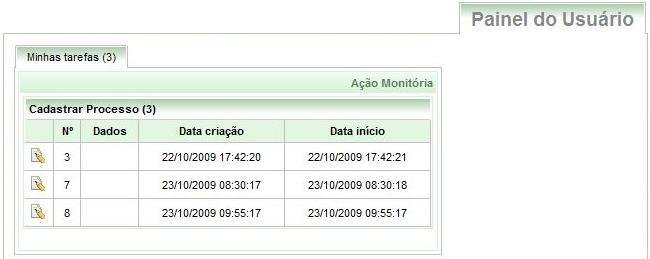 Painel do Usuário
Minhas tarefas (3)
Ação Monitória
Cadastrar Processo (3)
Nº Dados Data criação Data início
3 22/10/2009 17:42:20 22/10/2009 17:42:21
7 23/10/2009 08:30:17 23/10/2009 08:30:18
8 23/10/2009 09:55:17 23/10/2009 09:55:17